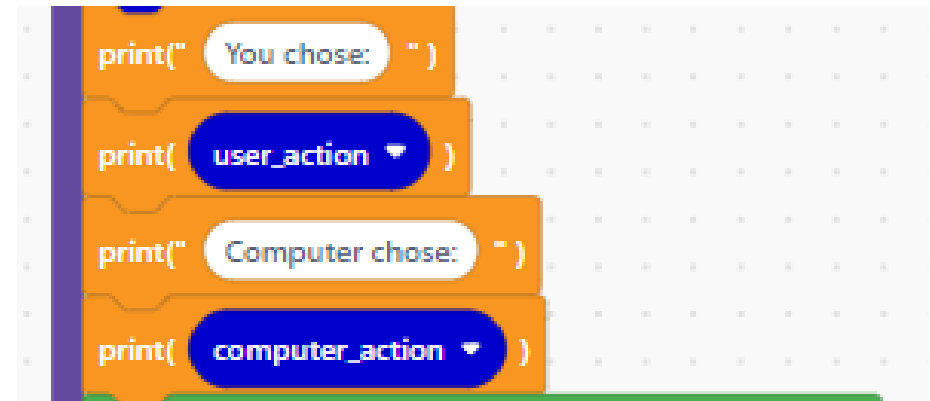 print(" You chose: ")
print( user_action )
print(" Computer chose: ")
print( computer_action )